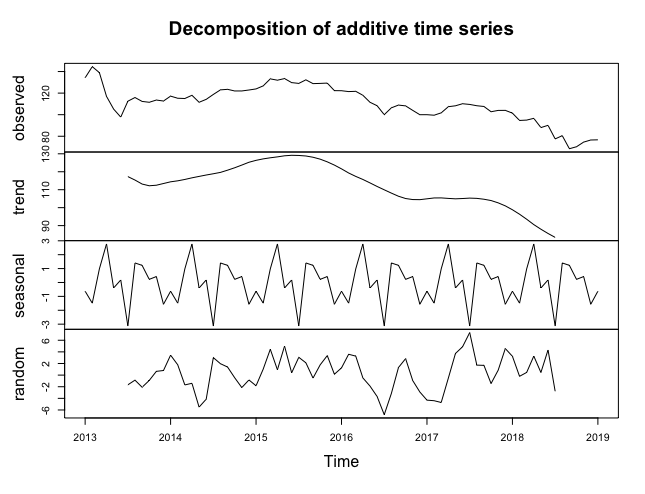 Decomposition of additive time series
observed
80
120
trend
90
110
130
seasonal
-3
-1
1
3
random
-6
-2
2
6
2013 2014 2015 2016 2017 2018 2019
Time